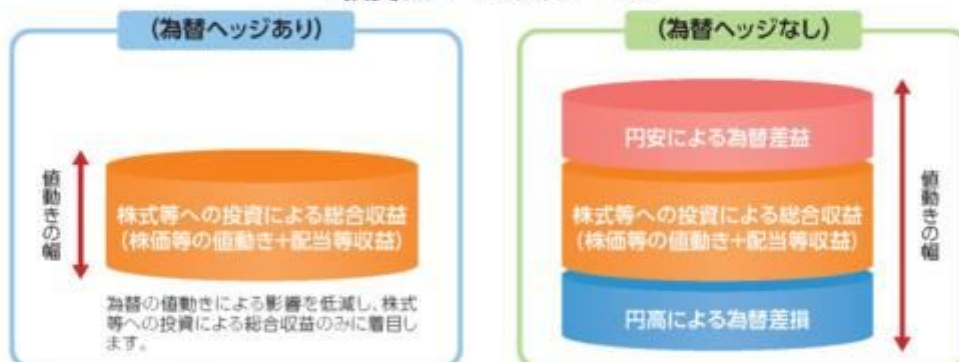 (為替ヘッジあり)
値動きの幅
株式等への投資による総合収益
(株価等の値動き+配当等収益)
為替の値動きによる影響を低減し、株式
等への投資による総合収益のみに着目し
ます。
(為替ヘッジなし)
円安による為替差益
株式等への投資による総合収益
(株価等の値動き+配当等収益)
円高による為替差損
値動きの幅